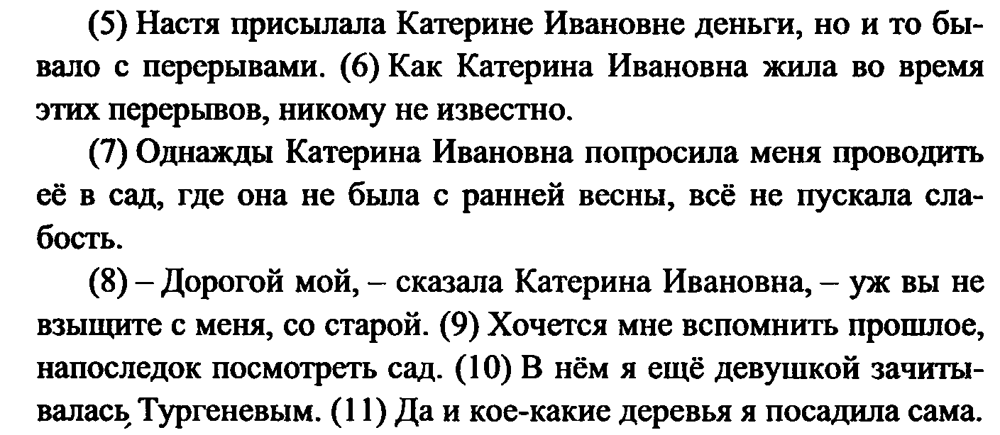 (5) Настя присылала Катерине Ивановне деньги, но и то бы-
вало с перерывами. (6) Как Катерина Ивановна жила во время
этих перерывов, никому не известно.
(7) Однажды Катерина Ивановна попросила меня проводить
её в сад, где она не была с ранней весны, всё не пускала сла-
бость.
(8) – Дорогой мой, – сказала Катерина Ивановна, – уж вы не
взыщите с меня, со старой. (9) Хочется мне вспомнить прошлое,
напоследок посмотреть сад. (10) В нём я ещё девушкой зачиты-
валась Тургеневым. (11) Да и кое-какие деревья я посадила сама.